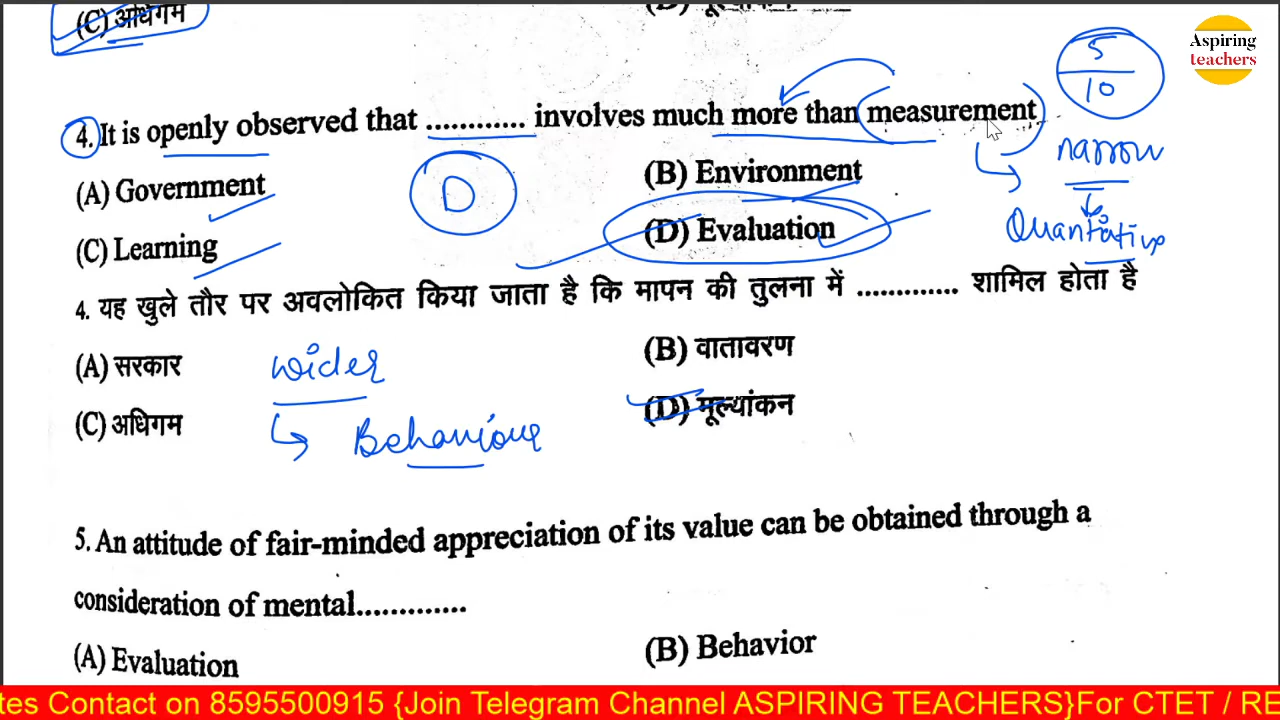 (C) अधिगम
Aspiring
teachers
5
10
4. It is openly observed that ............ involves much more than measurement
narrow
(A) Government
D
(B) Environment
Quantative
(C) Learning
(D) Evaluation
4. यह खुले तौर पर अवलोकित किया जाता है कि मापन की तुलना में ............. शामिल होता है
(A) सरकार
wider
(B) वातावरण
(C) अधिगम
Behaviour
(D) मूल्यांकन
5. An attitude of fair-minded appreciation of its value can be obtained through a
consideration of mental.............
(A) Evaluation
(B) Behavior
tes Contact on 8595500915 {Join Telegram Channel ASPIRING TEACHERS}For CTET / RE